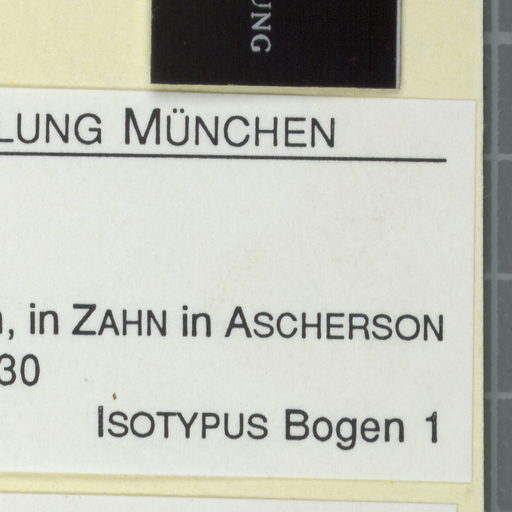 UNG
LUNG MÜNCHEN
, in ZAHN in ASCHERSON
30
ISOTYPUS Bogen 1